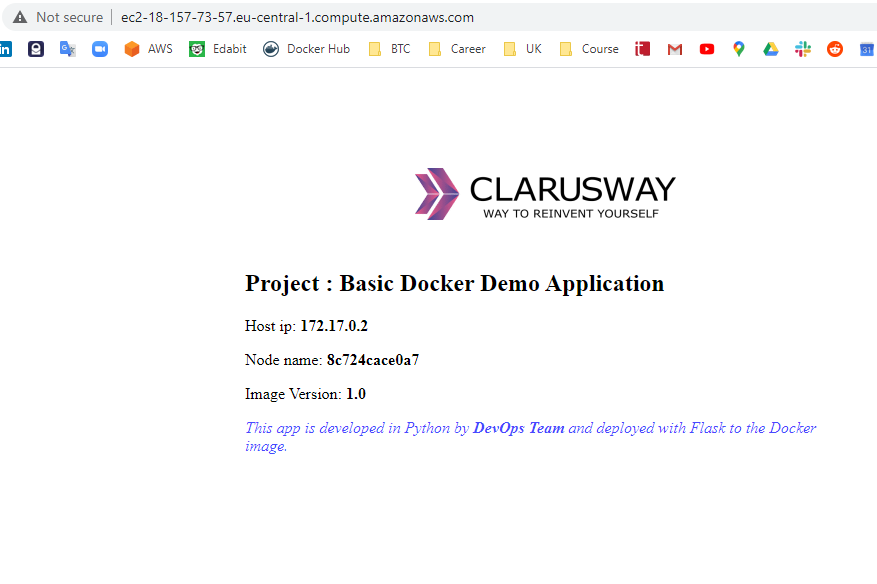 Not secure ec2-18-157-73-57.eu-central-1.compute.amazonaws.com
in AWS Edabit Docker Hub BTC Career UK Course 31
CLARUSWAY
WAY TO REINVENT YOURSELF
Project : Basic Docker Demo Application
Host ip: 172.17.0.2
Node name: 8c724cace0a7
Image Version: 1.0
This app is developed in Python by DevOps Team and deployed with Flask to the Docker
image.